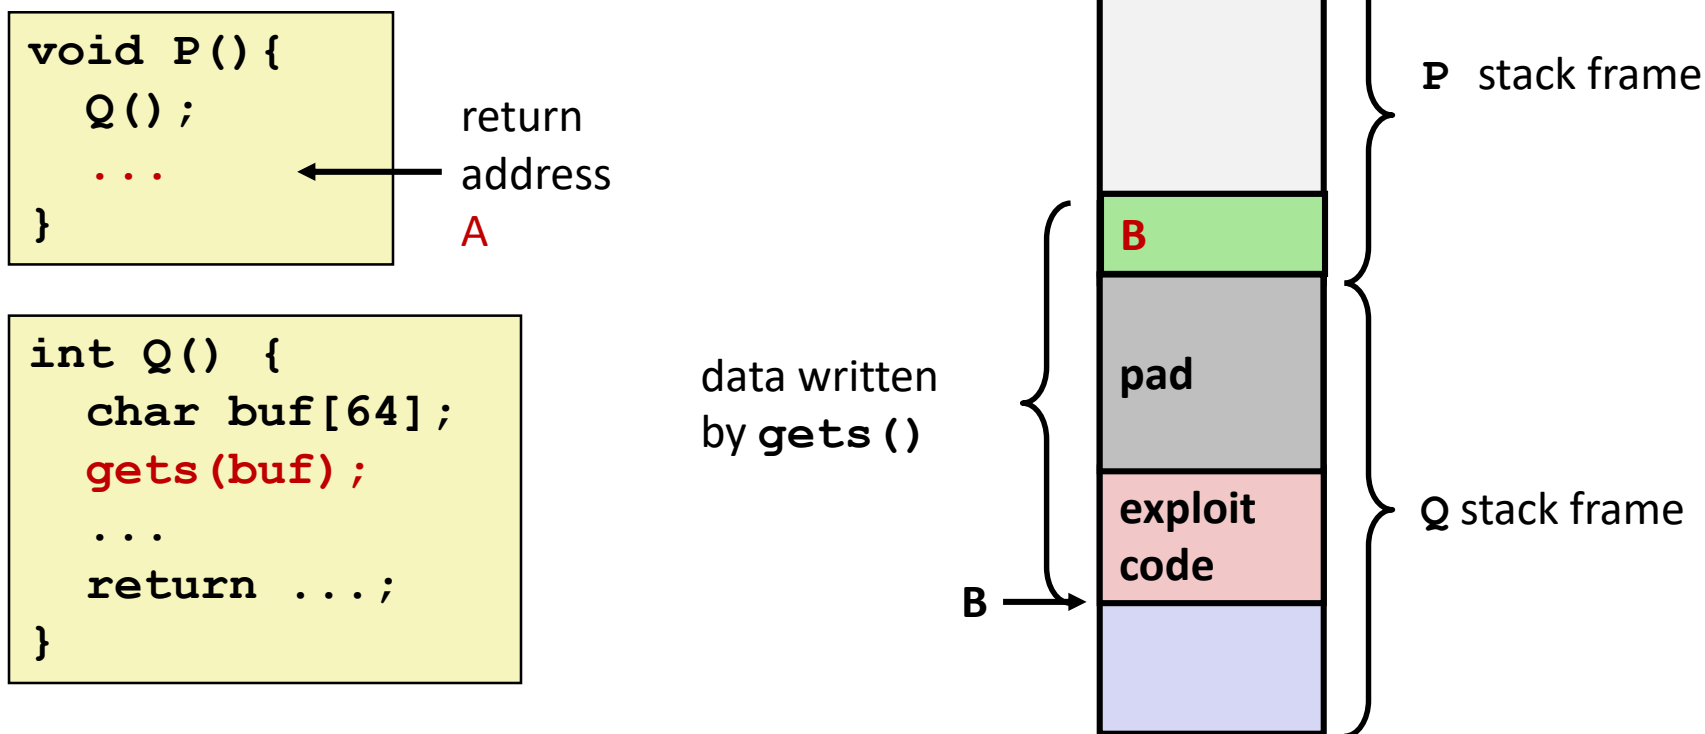 void P(){
  Q();
  ...
}
return
address
A
int Q() {
  char buf[64];
  gets(buf);
  ...
  return ...;
}
data written
by gets()
B
B
pad
exploit
code
P stack frame
Q stack frame